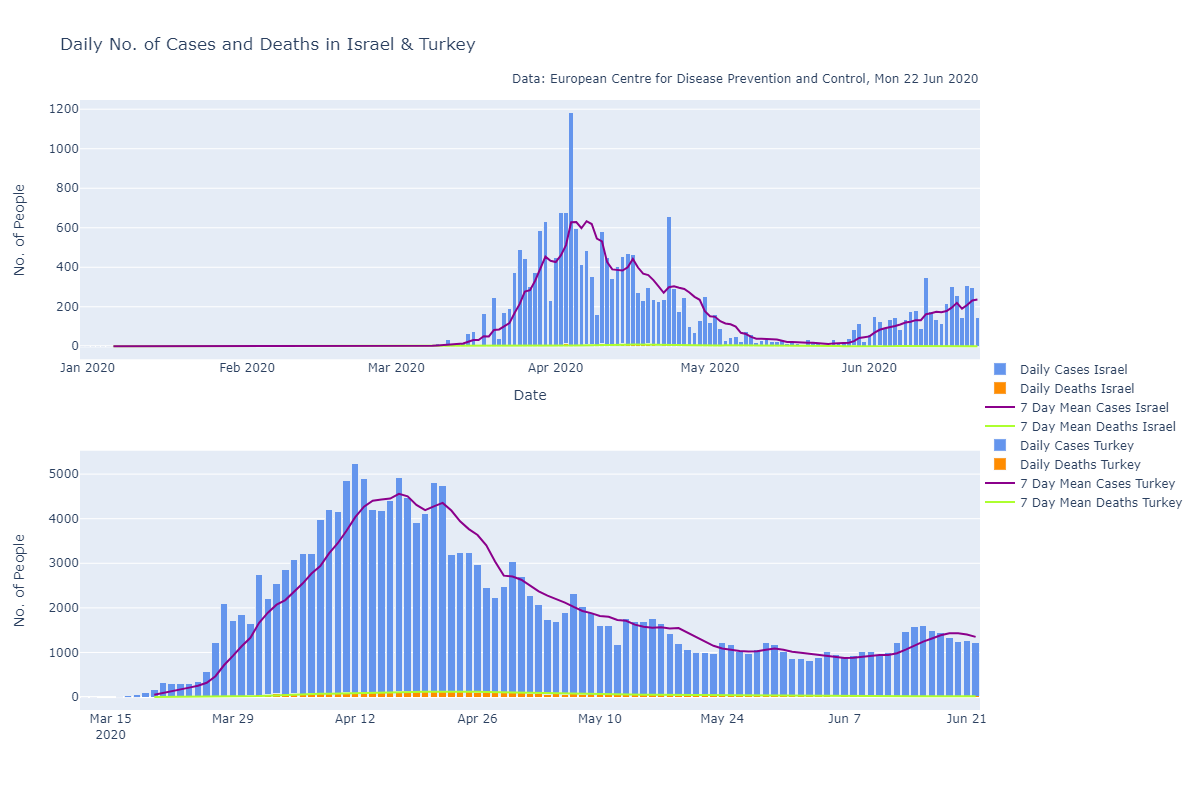 Daily No. of Cases and Deaths in Israel & Turkey
Data: European Centre for Disease Prevention and Control, Mon 22 Jun 2020
No. of People
1200
1000
800
600
400
200
0
Jan 2020 Feb 2020 Mar 2020 Apr 2020 May 2020 Jun 2020
Date
Daily Cases Israel
Daily Deaths Israel
7 Day Mean Cases Israel
7 Day Mean Deaths Israel
Daily Cases Turkey
Daily Deaths Turkey
7 Day Mean Cases Turkey
7 Day Mean Deaths Turkey
No. of People
5000
4000
3000
2000
1000
0
Mar 15 Mar 29 Apr 12 Apr 26 May 10 May 24 Jun 7 Jun 21
2020